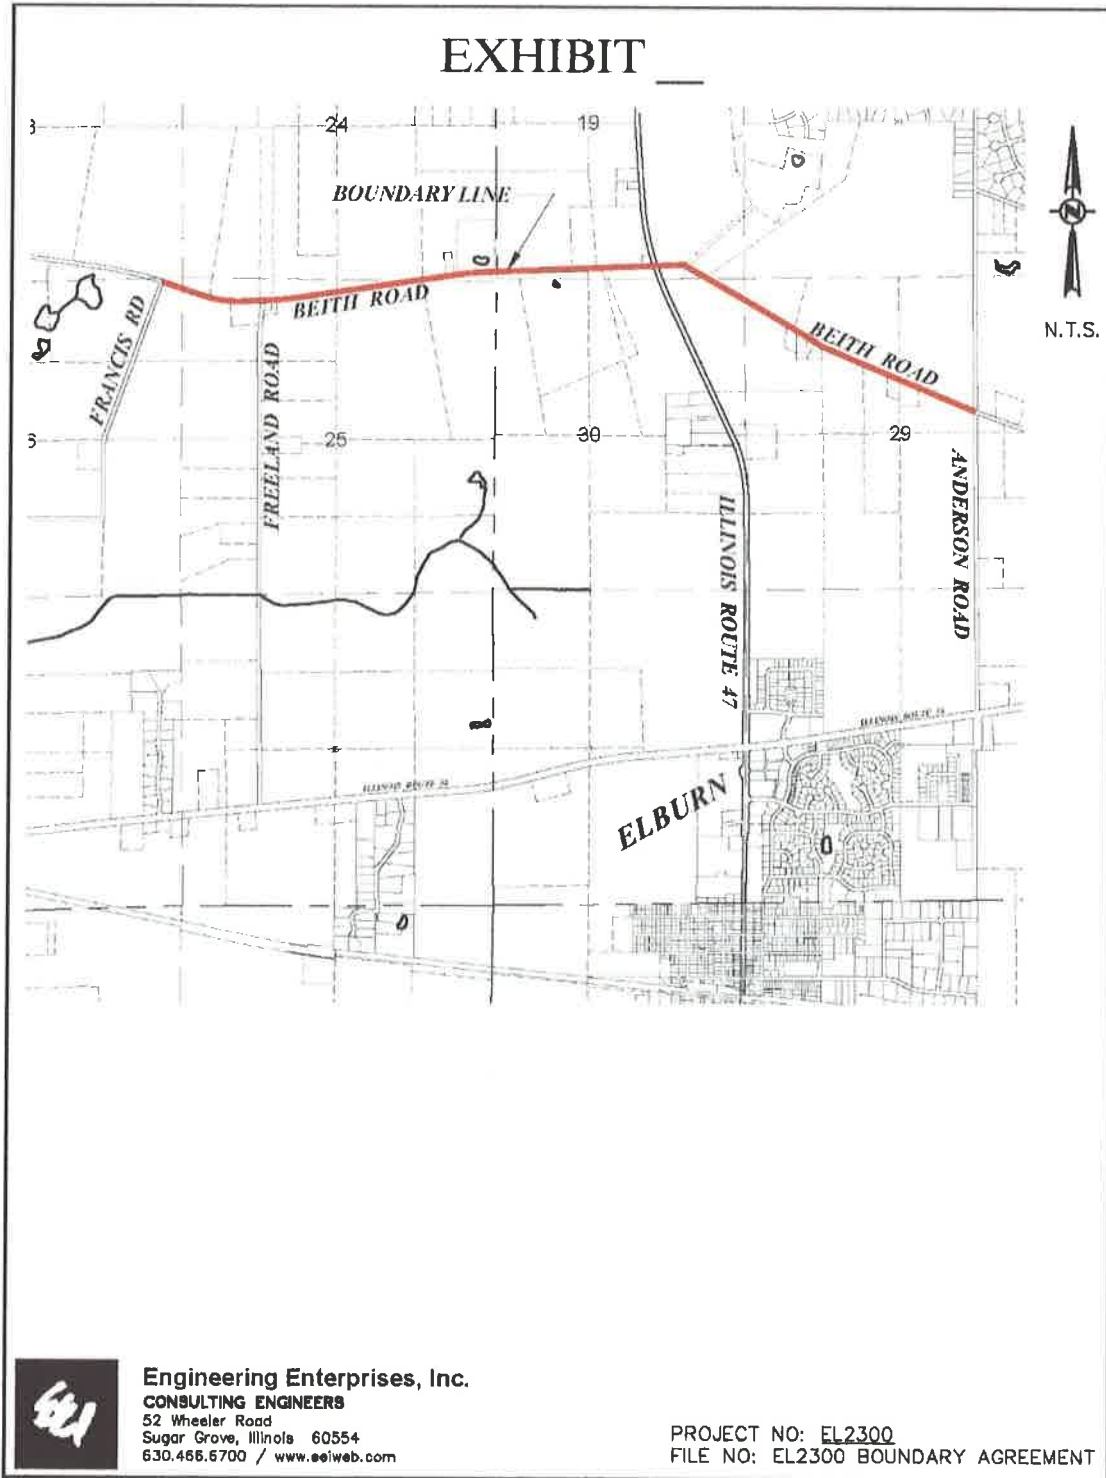 EXHIBIT __
24
19
BOUNDARY LINE
BEITH ROAD
BEITH ROAD
N.T.S.
FRANCIS RD
FREELAND ROAD
25
30
29
ILLINOIS ROUTE 47
ANDERSON ROAD
ELBURN
Engineering Enterprises, Inc.
CONSULTING ENGINEERS
52 Wheeler Road
Sugar Grove, Illinois 60554
630.466.6700 / www.eeiweb.com
PROJECT NO: EL2300
FILE NO: EL2300 BOUNDARY AGREEMENT